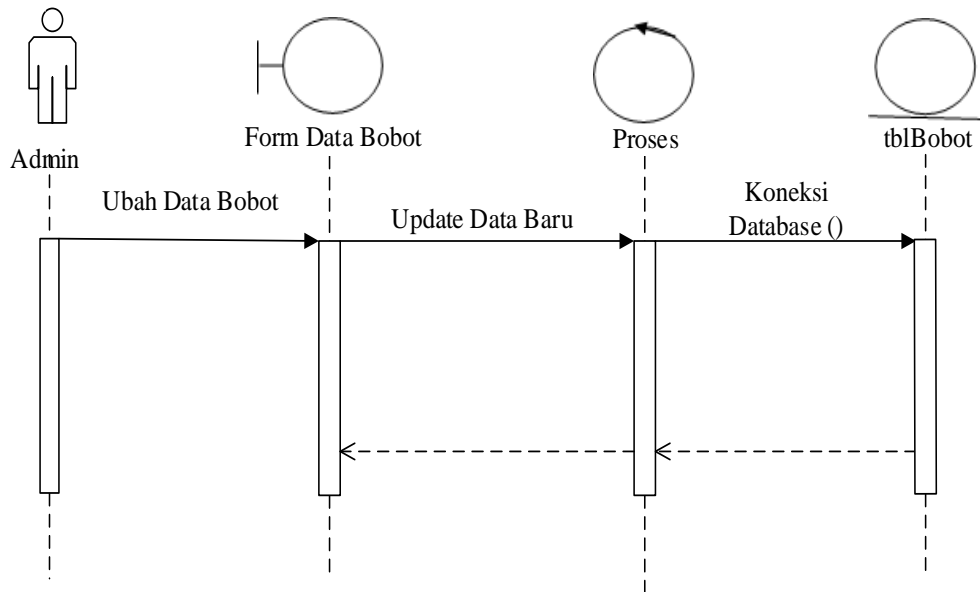 Admin
Form Data Bobot
Proses
tblBobot
Ubah Data Bobot
Update Data Baru
Koneksi
Database ()